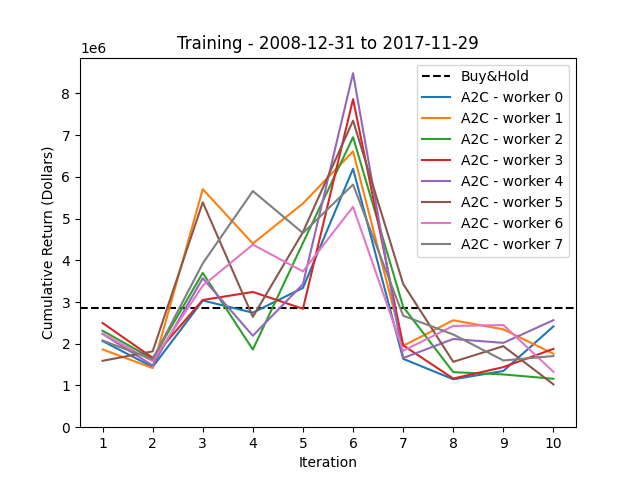 Training - 2008-12-31 to 2017-11-29
1e6
Buy&Hold
A2C - worker 0
A2C - worker 1
A2C - worker 2
A2C - worker 3
A2C - worker 4
A2C - worker 5
A2C - worker 6
A2C - worker 7
Cumulative Return (Dollars)
8
7
6
5
4
3
2
1
0
1 2 3 4 5 6 7 8 9 10
Iteration